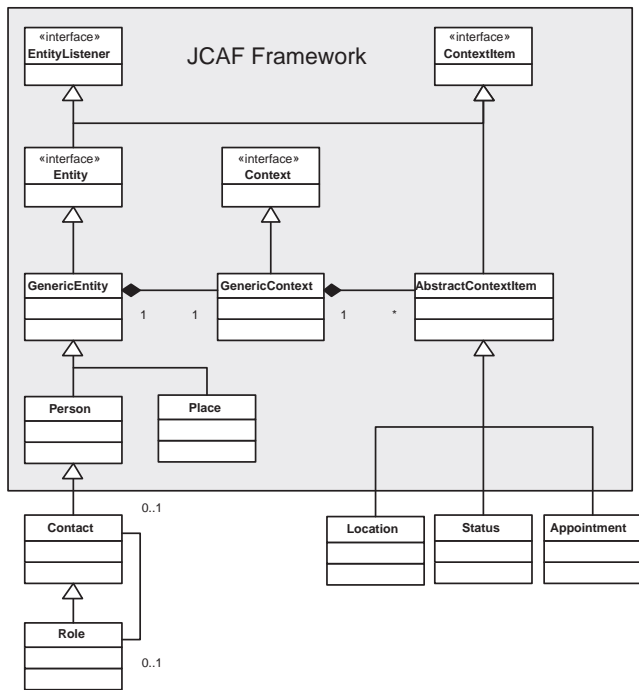 «interface»
EntityListener
JCAF Framework
«interface»
ContextItem
«interface»
Entity
«interface»
Context
GenericEntity
GenericContext
AbstractContextItem
1
1
1
*
Person
Place
0..1
Contact
Location
Status
Appointment
Role
0..1